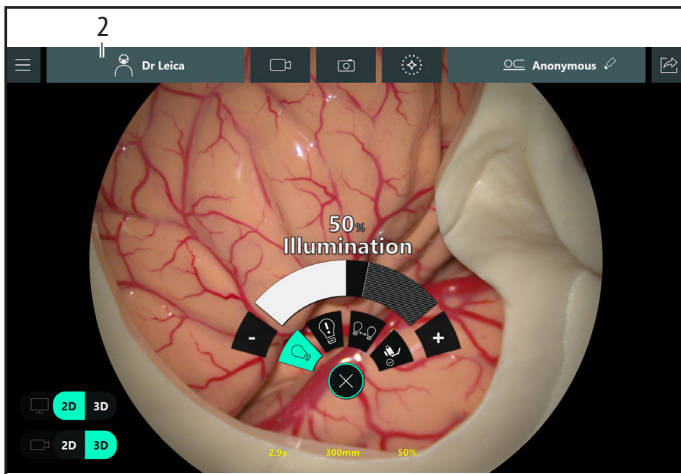 2
Dr Leica
Anonymous
50%
Illumination
- +
2D 3D
2D 3D
2.9x 300mm 50%